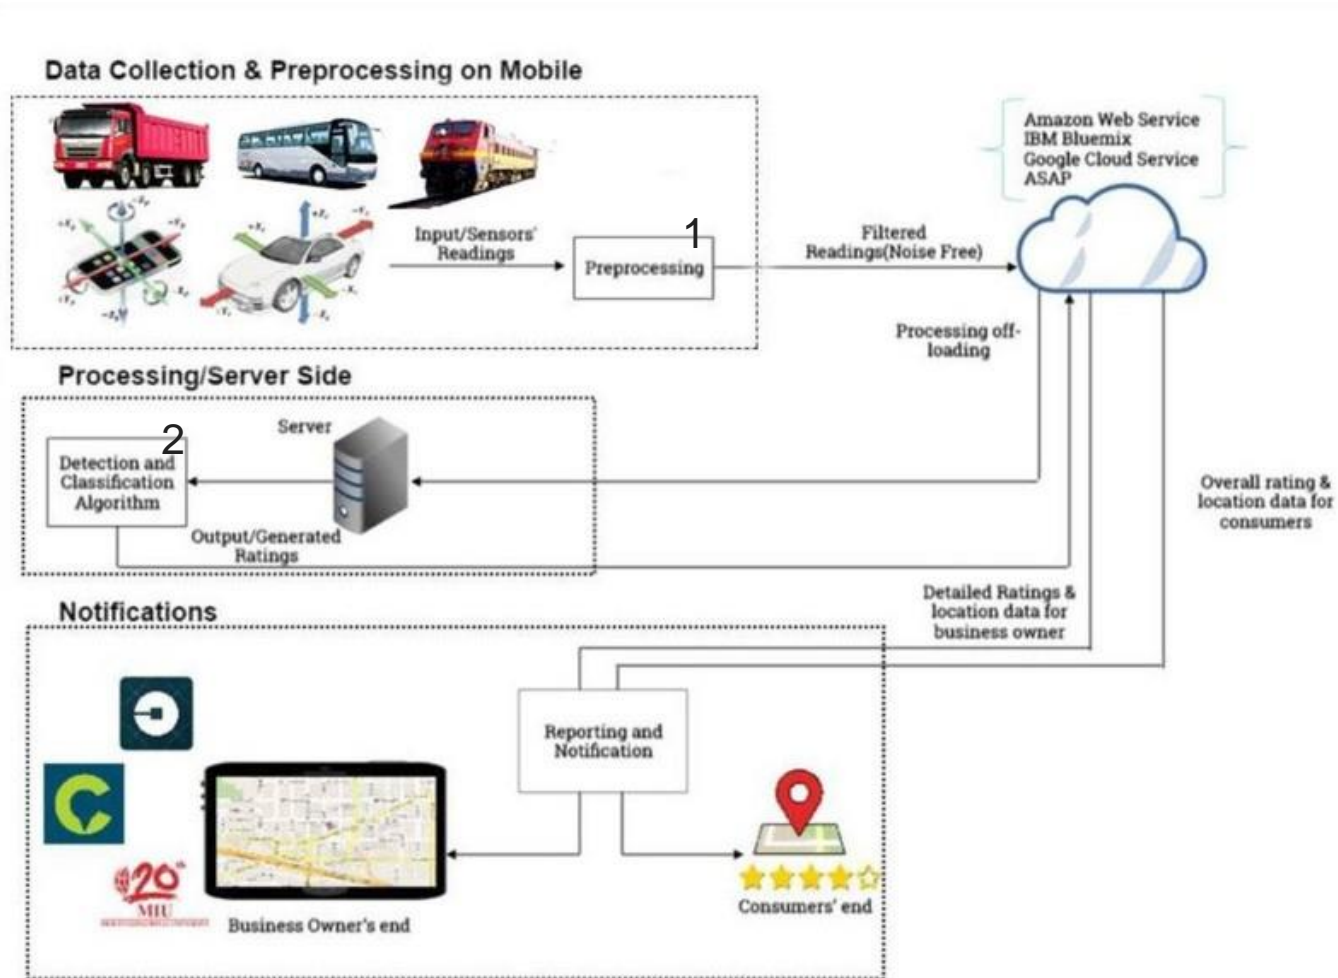 Data Collection & Preprocessing on Mobile
Amazon Web Service
IBM Bluemix
Google Cloud Service
ASAP
Input/Sensors'
Readings
1
Preprocessing
Filtered
Readings(Noise Free)
Processing off-
loading
Processing/Server Side
2
Detection and
Classification
Algorithm
Server
Output/Generated
Ratings
Overall rating &
location data for
consumers
Detailed Ratings &
location data for
business owner
Notifications
Reporting and
Notification
20
MIU
Business Owner's end
Consumers' end